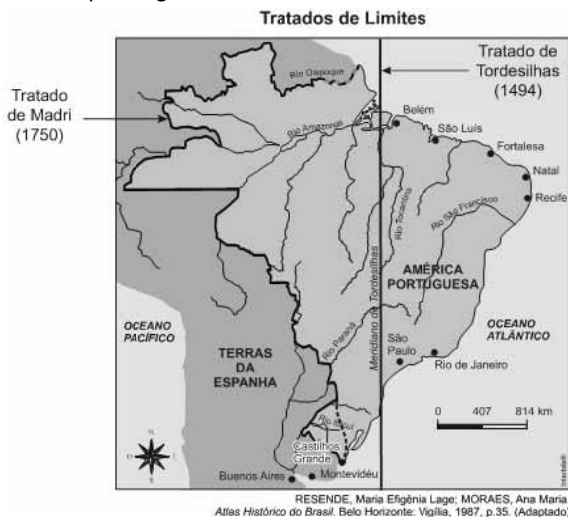 Tratados de Limites
Tratado
de Madri
(1750)
Tratado de
Tordesilhas
(1494)
Rio Oiapoque
Rio Amazonas
Belém
São Luís
Fortalesa
Natal
Recife
Rio Tocantins
Rio São Francisco
Meridiano de Tordesilhas
AMÉRICA
PORTUGUESA
OCEANO
PACÍFICO
TERRAS
DA
ESPANHA
Rio Paraná
São
Paulo
Rio de Janeiro
OCEANO
ATLÂNTICO
0 407 814 km
Castilhos
Grande
Buenos Aires
Montevidéu
N
S
RESENDE, Maria Efigênia Lage; MORAES, Ana Maria.
Atlas Histórico do Brasil. Belo Horizonte: Vigília, 1987, p.35. (Adaptado)